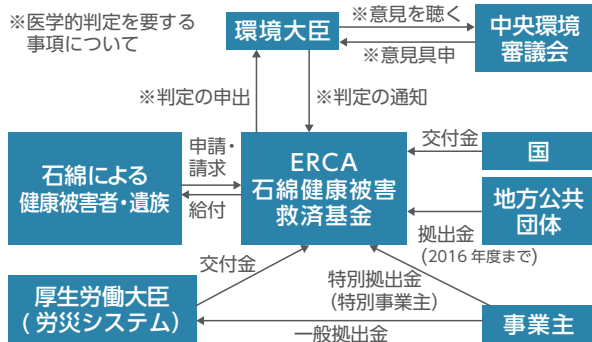 ※医学的判定を要する
事項について
環境大臣
※意見を聴く
※意見具申
中央環境
審議会
※判定の申出
※判定の通知
石綿による
健康被害者・遺族
申請・
請求
給付
ERCA
石綿健康被害
救済基金
交付金
国
地方公共
団体
拠出金
(2016 年度まで)
交付金
特別拠出金
(特別事業主)
厚生労働大臣
( 労災システム)
一般拠出金
事業主